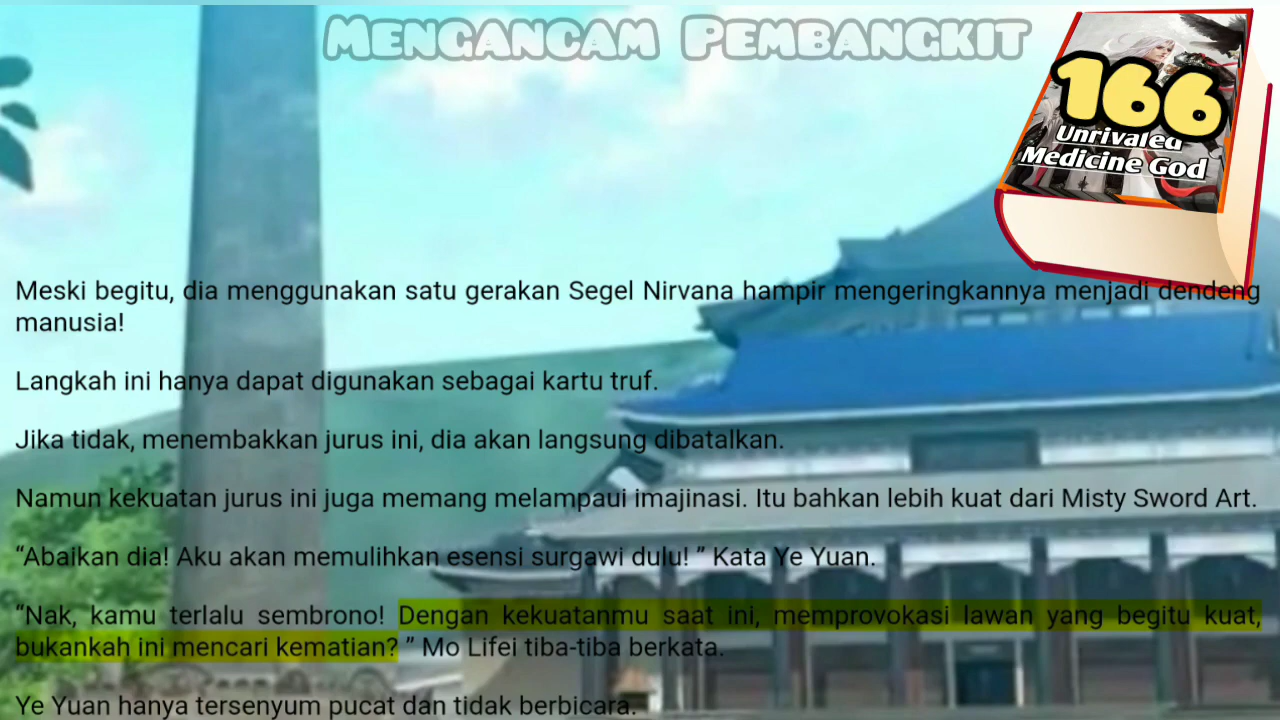 Mengancam Pembangkit
166
Unrivaled
Medicine God
Meski begitu, dia menggunakan satu gerakan Segel Nirvana hampir mengeringkannya menjadi dendeng
manusia!
Langkah ini hanya dapat digunakan sebagai kartu truf.
Jika tidak, menembakkan jurus ini, dia akan langsung dibatalkan.
Namun kekuatan jurus ini juga memang melampaui imajinasi. Itu bahkan lebih kuat dari Misty Sword Art.
“Abaikan dia! Aku akan memulihkan esensi surgawi dulu! ” Kata Ye Yuan.
“Nak, kamu terlalu sembrono! Dengan kekuatanmu saat ini, memprovokasi lawan yang begitu kuat,
bukankah ini mencari kematian? ” Mo Lifei tiba-tiba berkata.
Ye Yuan hanya tersenyum pucat dan tidak berbicara.